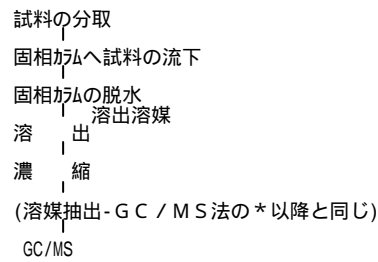 試料の分取
固相ｶﾗﾑへ試料の流下
固相ｶﾗﾑの脱水
溶出溶媒
溶　　出
濃　　縮
(溶媒抽出-ＧＣ／ＭＳ法の＊以降と同じ)
GC/MS